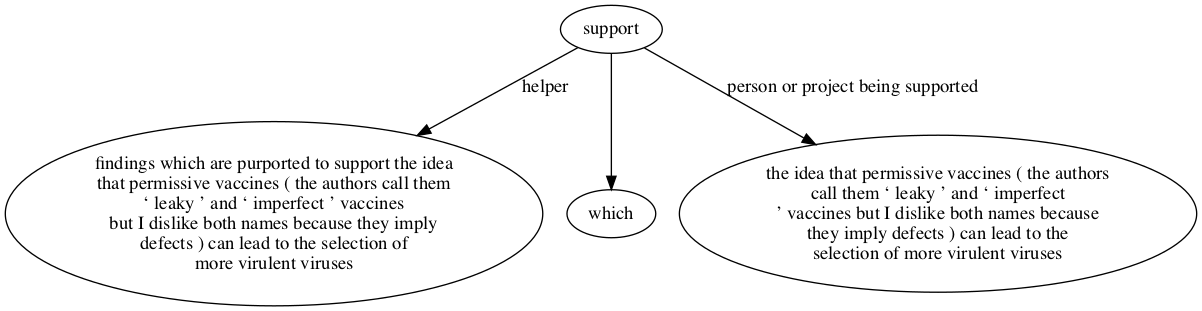 support
helper
person or project being supported
findings which are purported to support the idea
that permissive vaccines ( the authors call them
‘ leaky ’ and ‘ imperfect ’ vaccines
but I dislike both names because they imply
defects ) can lead to the selection of
more virulent viruses
which
the idea that permissive vaccines ( the authors
call them ‘ leaky ’ and ‘ imperfect
’ vaccines but I dislike both names because
they imply defects ) can lead to the
selection of more virulent viruses